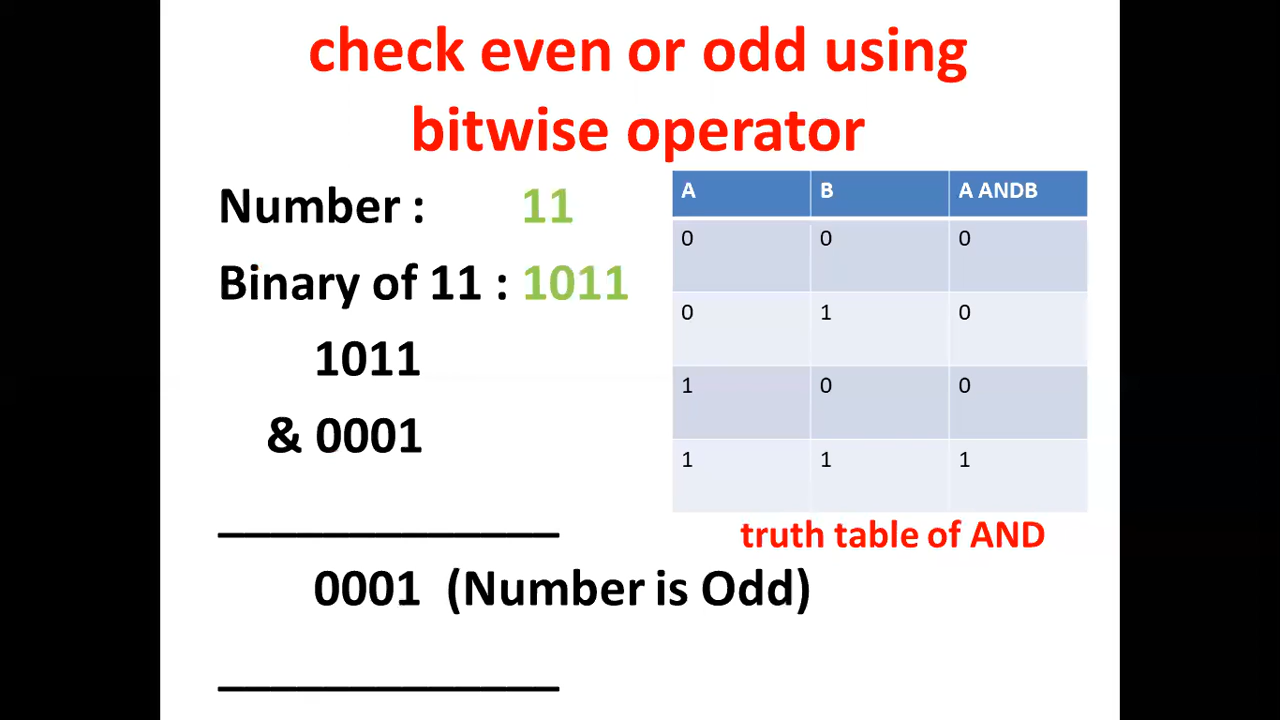 check even or odd using
bitwise operator
Number : 11
Binary of 11 : 1011
1011
& 0001
0001 (Number is Odd)
A B A ANDB
0 0 0
0 1 0
1 0 0
1 1 1
truth table of AND